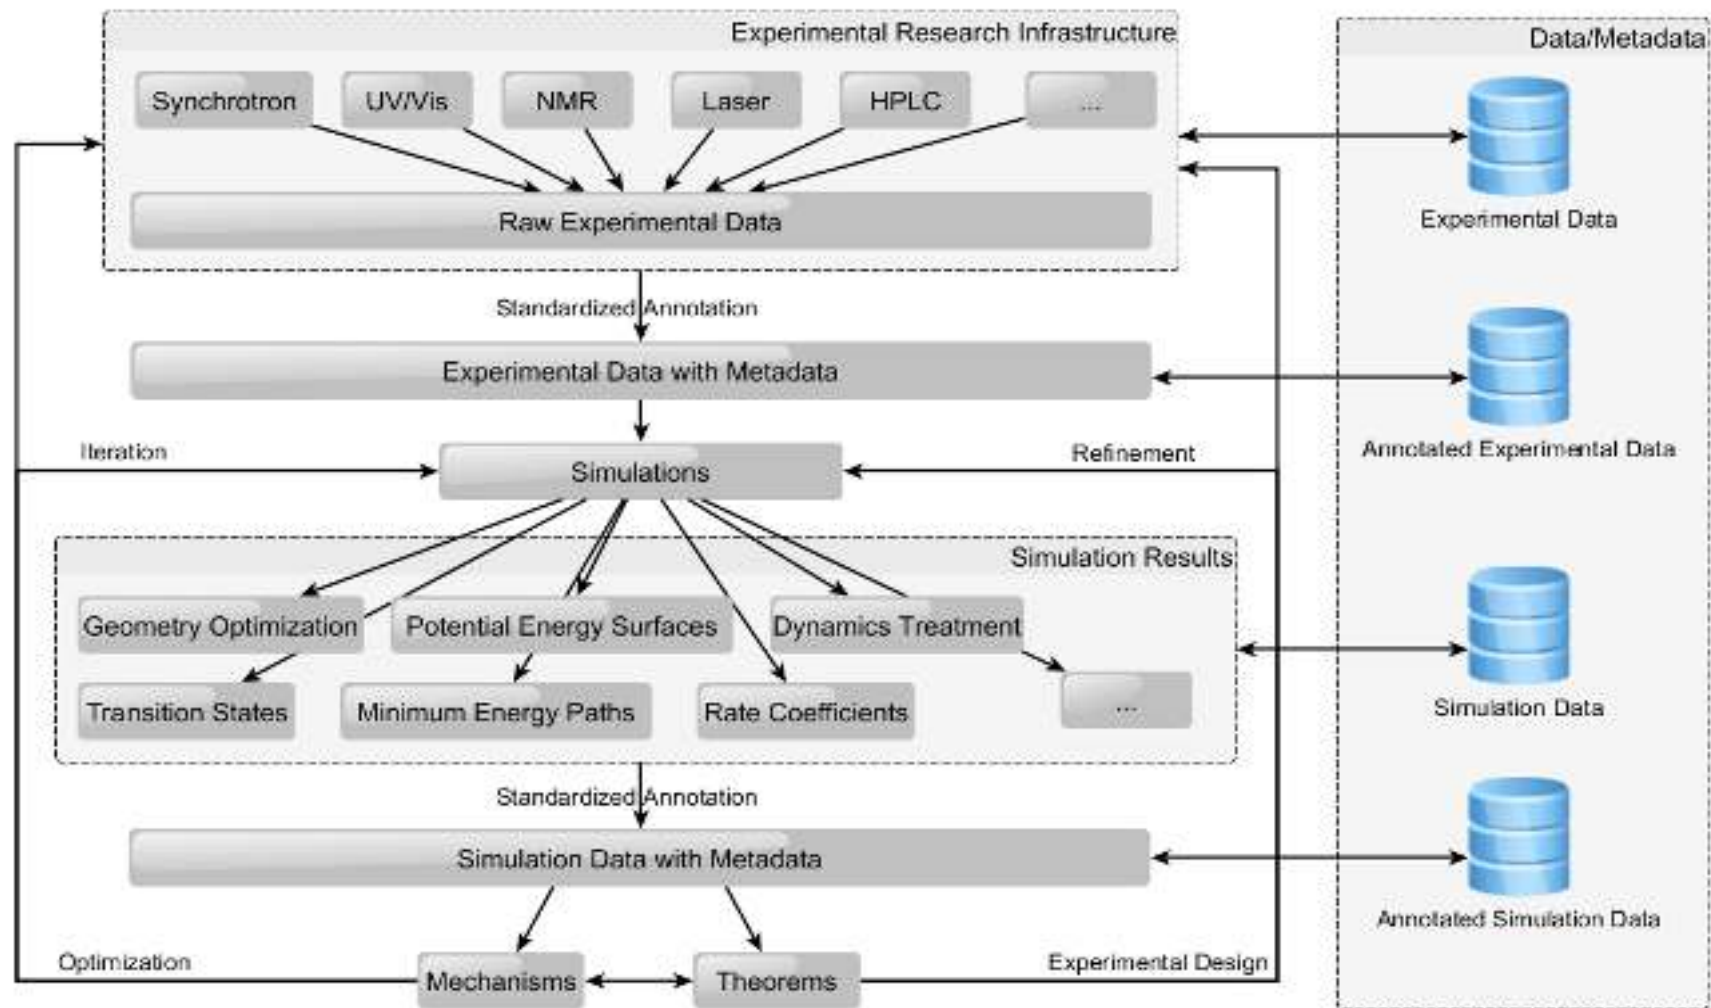 Experimental Research Infrastructure
Synchrotron
UV/Vis
NMR
Laser
HPLC
...
Raw Experimental Data
Standardized Annotation
Experimental Data with Metadata
Iteration
Simulations
Refinement
Simulation Results
Geometry Optimization
Potential Energy Surfaces
Dynamics Treatment
Transition States
Minimum Energy Paths
Rate Coefficients
...
Standardized Annotation
Simulation Data with Metadata
Optimization
Mechanisms
Theorems
Experimental Design
Data/Metadata
Experimental Data
Annotated Experimental Data
Simulation Data
Annotated Simulation Data